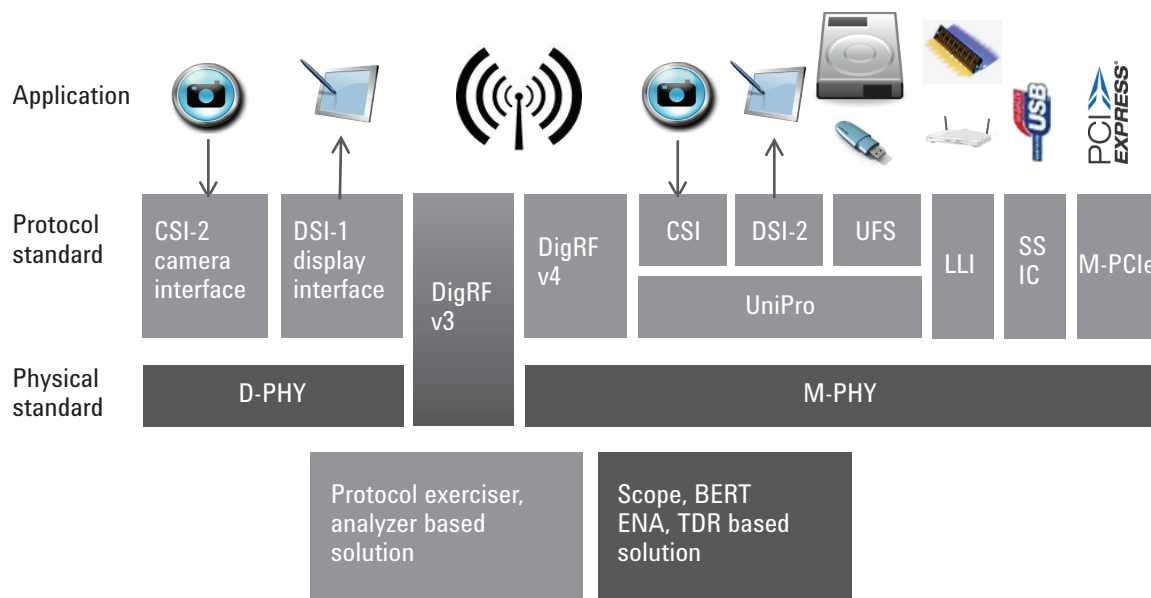 Application
USB
PCI
EXPRESS®
Protocol
standard
CSI-2
camera
interface
DSI-1
display
interface
DigRF
v3
DigRF
v4
CSI
DSI-2
UFS
UniPro
LLI
SS
IC
M-PCIe
Physical
standard
D-PHY
M-PHY
Protocol exerciser,
analyzer based
solution
Scope, BERT
ENA, TDR based
solution